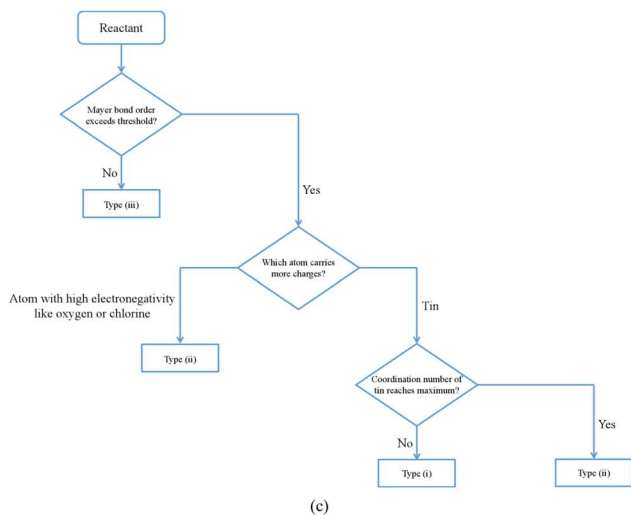 Reactant
Mayer bond order
exceeds threshold?
No
Yes
Type (iii)
Which atom carries
more charges?
Atom with high electronegativity
like oxygen or chlorine
Tin
Type (ii)
Coordination number of
tin reaches maximum?
No
Yes
Type (i)
Type (ii)
(c)